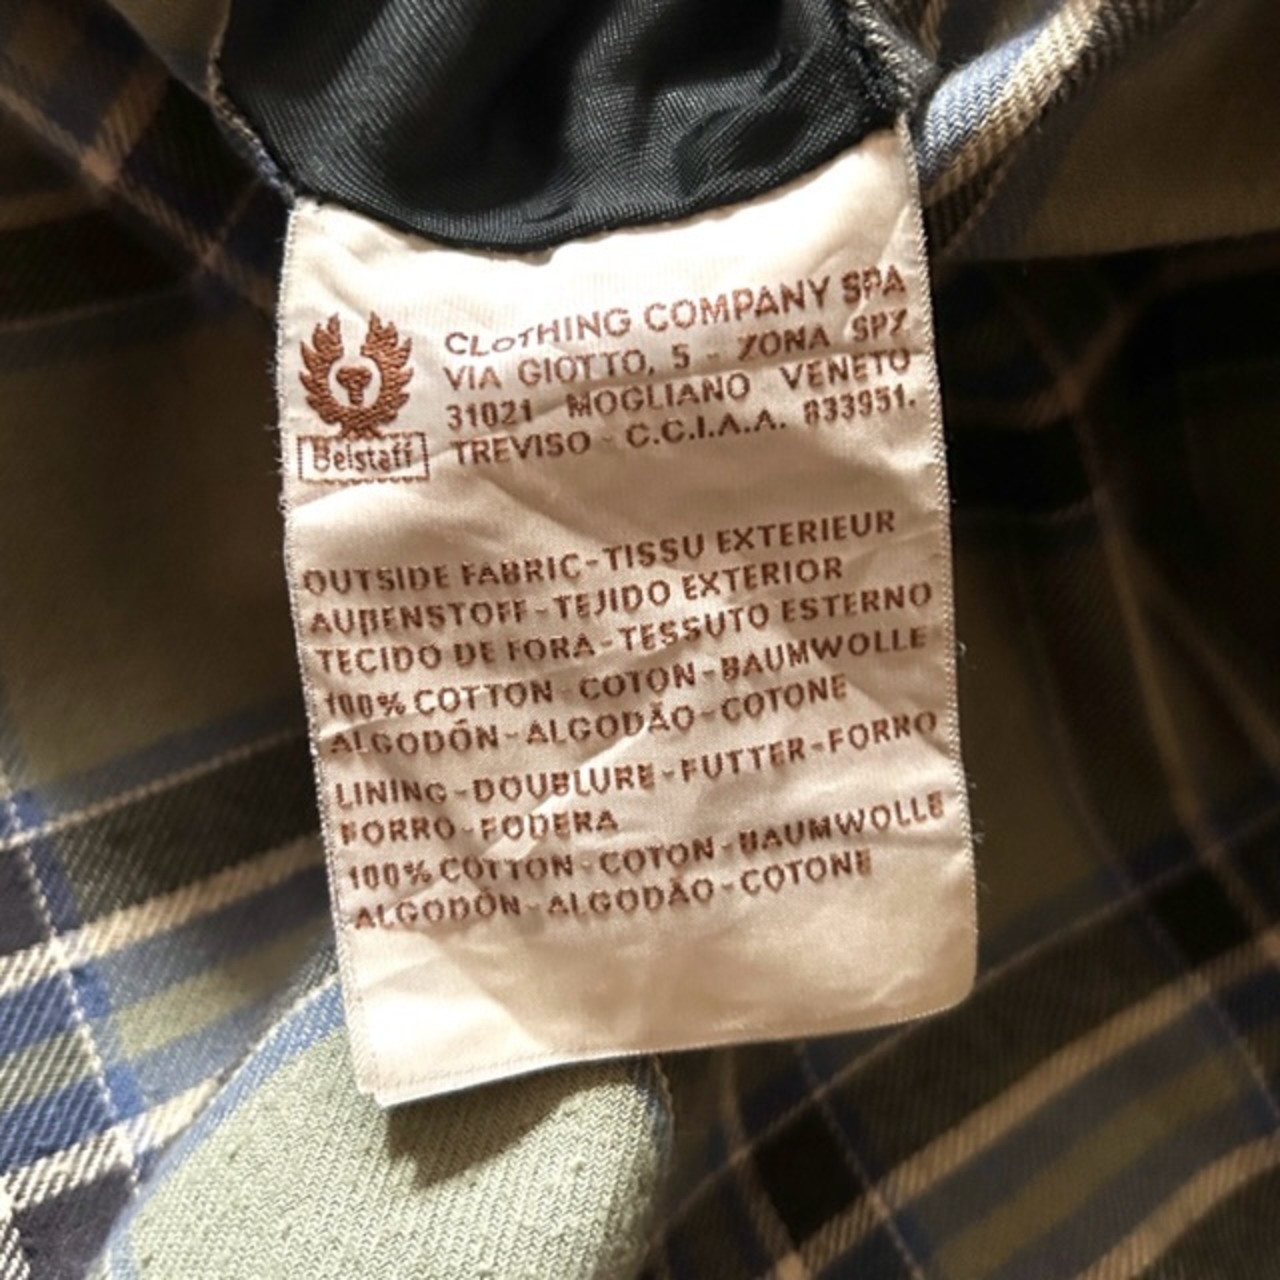 Belstaff
CLOTHING COMPANY SPA
VIA GIOTTO, 5 - ZONA SPZ
31021 MOGLIANO VENETO
TREVISO - C.C.I.A.A. 833951.
OUTSIDE FABRIC-TISSU EXTERIEUR
AUßENSTOFF-TEJIDO EXTERIOR
TECIDO DE FORA-TESSUTO ESTERNO
100% COTTON-COTON-BAUMWOLLE
ALGODÓN-ALGODÃO-COTONE
LINING-DOUBLURE-FUTTER-FORRO
FORRO-FODERA
100% COTTON-COTON-BAUMWOLLE
ALGODÓN-ALGODÃO-COTONE